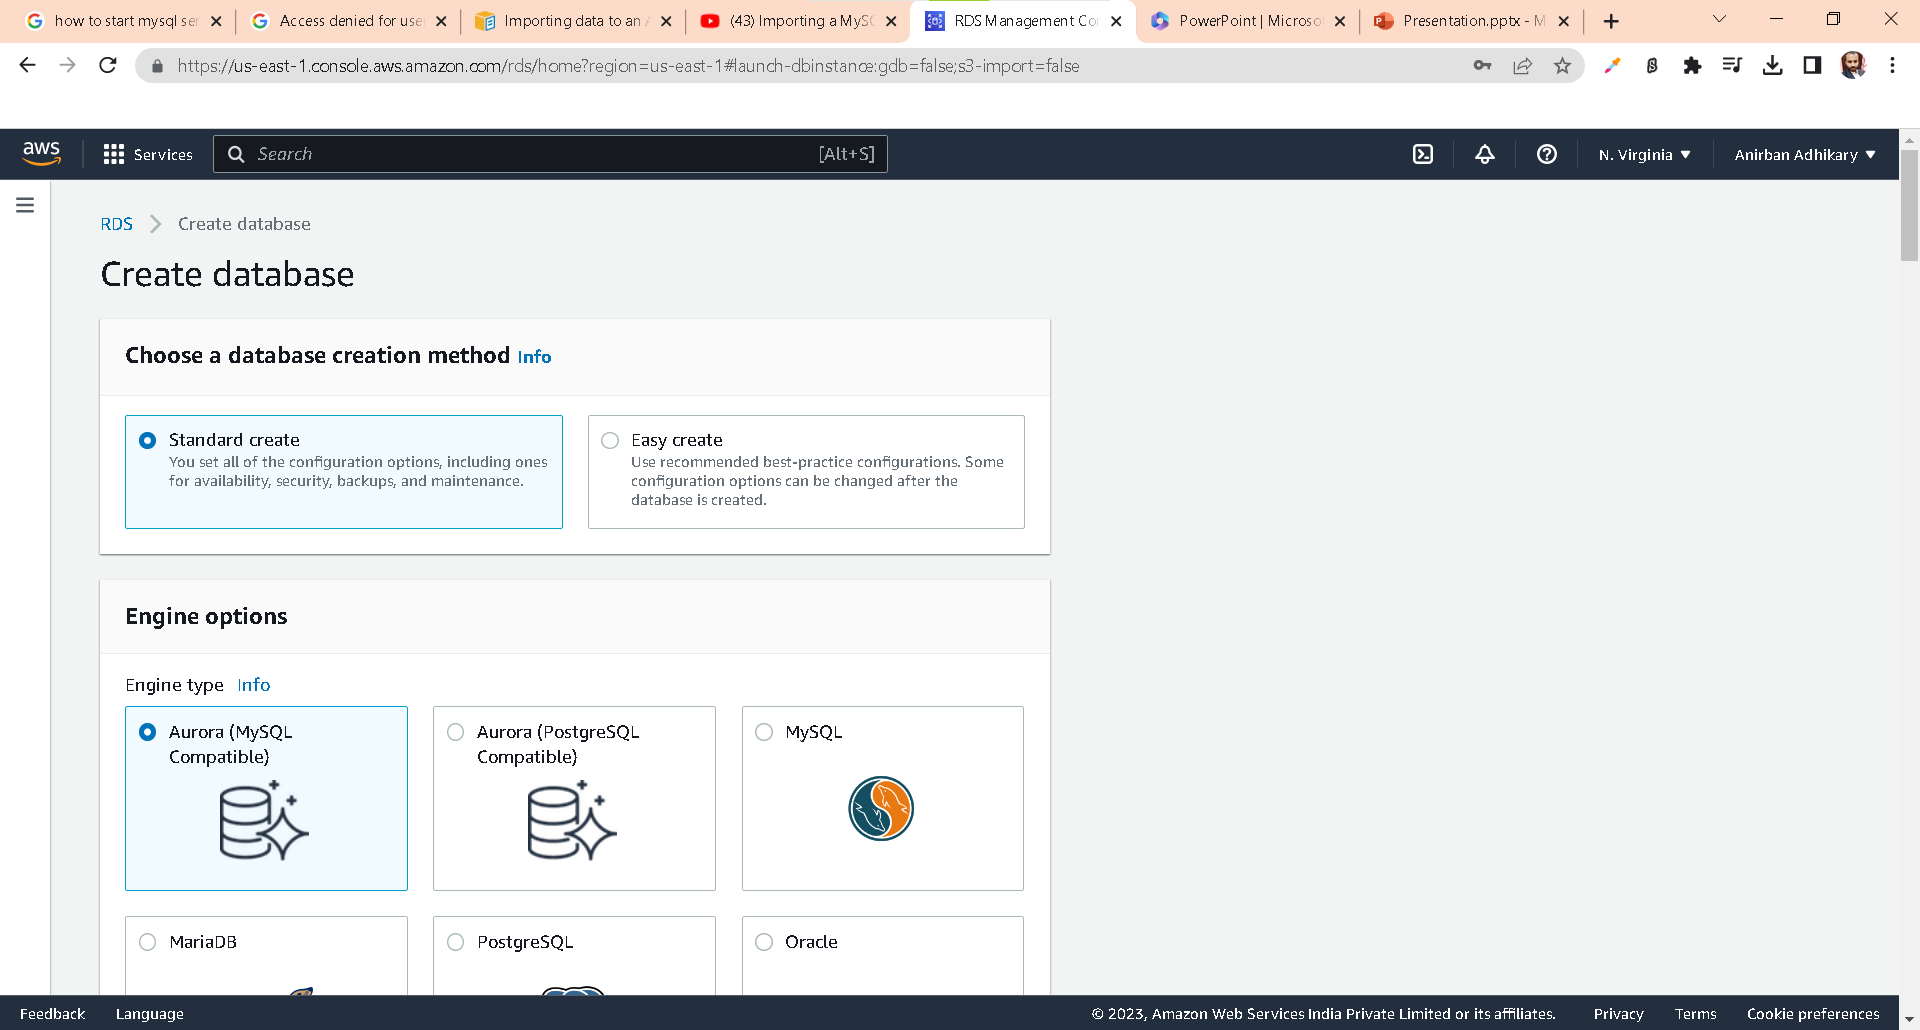 how to start mysql ser
Access denied for use
Importing data to an
(43) Importing a MyS
RDS Management Co
PowerPoint | Microso
Presentation.pptx - M
https://us-east-1.console.aws.amazon.com/rds/home?region=us-east-1#launch-dbinstance:gdb=false;s3-import=false
aws
Services
Search
[Alt+S]
N. Virginia
Anirban Adhikary
RDS
Create database
Create database
Choose a database creation method Info
Standard create
You set all of the configuration options, including ones
for availability, security, backups, and maintenance.
Easy create
Use recommended best-practice configurations. Some
configuration options can be changed after the
database is created.
Engine options
Engine type Info
Aurora (MySQL
Compatible)
Aurora (PostgreSQL
Compatible)
MySQL
MariaDB
PostgreSQL
Oracle
Feedback
Language
© 2023, Amazon Web Services India Private Limited or its affiliates.
Privacy
Terms
Cookie preferences